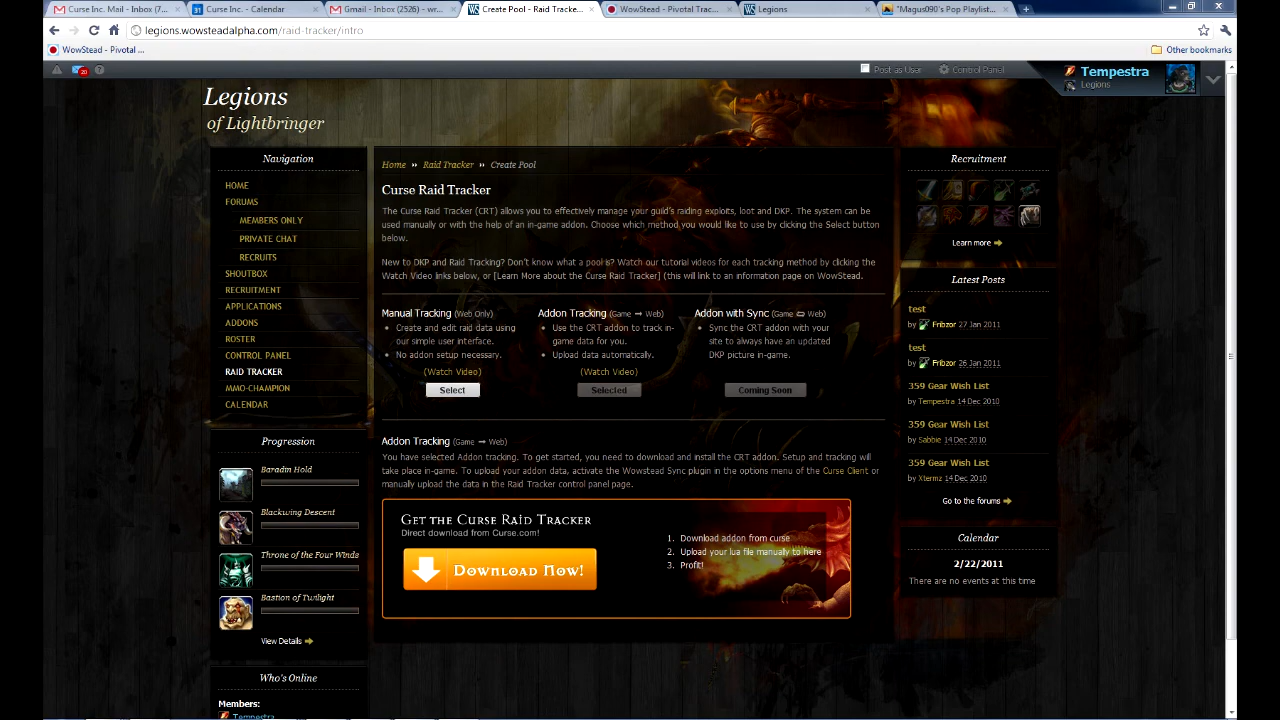 Curse Inc. Mail - Inbox (7...
Curse Inc. - Calendar
Gmail - Inbox (2526) - wr...
Create Pool - Raid Tracke...
WowStead - Pivotal Trac...
Legions
"Magus090's Pop Playlist...
legions.wowsteadalpha.com/raid-tracker/intro
WowStead - Pivotal ...
Other bookmarks
Post as User
Control Panel
Tempestra
Legions
Legions
of Lightbringer
Navigation
HOME
FORUMS
MEMBERS ONLY
PRIVATE CHAT
RECRUITS
SHOUTBOX
RECRUITMENT
APPLICATIONS
ADDONS
ROSTER
CONTROL PANEL
RAID TRACKER
MMO-CHAMPION
CALENDAR
Progression
Baradin Hold
Blackwing Descent
Throne of the Four Winds
Bastion of Twilight
View Details
Who's Online
Members:
Tempestra
Home » Raid Tracker » Create Pool
Curse Raid Tracker
The Curse Raid Tracker (CRT) allows you to effectively manage your guild's raiding exploits, loot and DKP. The system can be
used manually or with the help of an in-game addon. Choose which method you would like to use by clicking the Select button
below.
New to DKP and Raid Tracking? Don't know what a pool is? Watch our tutorial videos for each tracking method by clicking the
Watch Video links below, or [Learn More about the Curse Raid Tracker] (this will link to an information page on WowStead.
Manual Tracking (Web Only)
Create and edit raid data using
our simple user interface.
No addon setup necessary.
(Watch Video)
Select
Addon Tracking (Game → Web)
Use the CRT addon to track in-
game data for you.
Upload data automatically.
(Watch Video)
Selected
Addon with Sync (Game ⇔ Web)
Sync the CRT addon with your
site to always have an updated
DKP picture in-game.
Coming Soon
Addon Tracking (Game → Web)
You have selected Addon tracking. To get started, you need to download and install the CRT addon. Setup and tracking will
take place in-game. To upload your addon data, activate the Wowstead Sync plugin in the options menu of the Curse Client or
manually upload the data in the Raid Tracker control panel page.
Get the Curse Raid Tracker
Direct download from Curse.com!
Download Now!
1. Download addon from curse
2. Upload your lua file manually to here
3. Profit!
Recruitment
Learn more
Latest Posts
test
by Fribzor 27 Jan 2011
test
by Fribzor 26 Jan 2011
359 Gear Wish List
by Tempestra 14 Dec 2010
359 Gear Wish List
by Sabbie 14 Dec 2010
359 Gear Wish List
by Xtermz 14 Dec 2010
Go to the forums
Calendar
2/22/2011
There are no events at this time